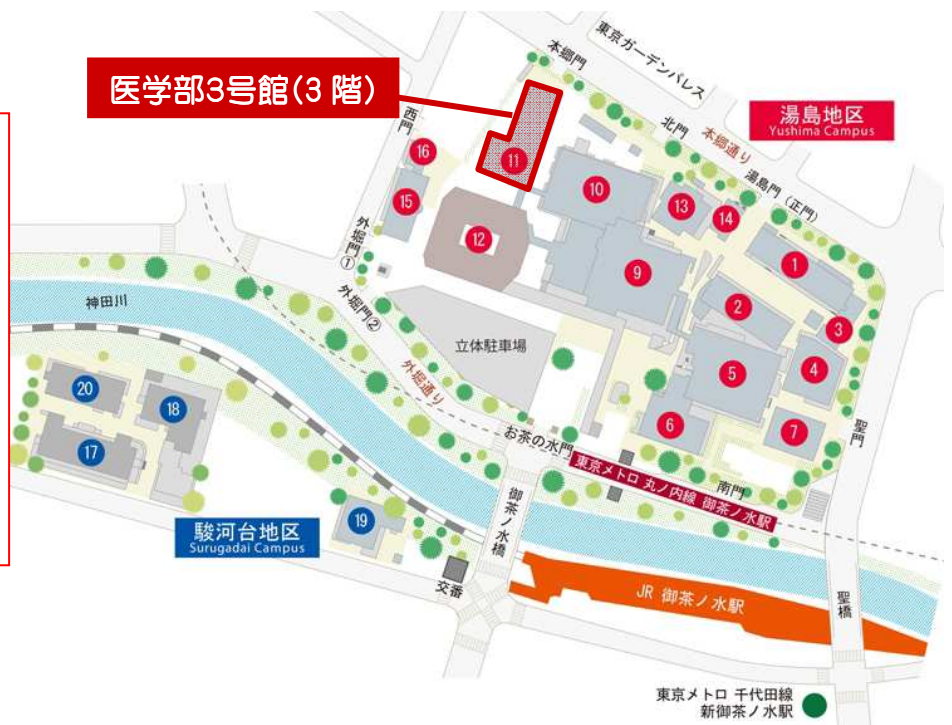 東京ガーデンパレス
本郷門
医学部3号館(3階)
湯島地区
Yushima Campus
西門
北門
本郷通り
湯島門(正門)
16
11
10
13
14
15
12
1
9
外堀門①
2
3
外堀門②
神田川
立体駐車場
4
5
外堀通り
20
18
6
7
聖門
お茶の水門
17
東京メトロ 丸ノ内線 御茶ノ水駅
南門
19
御茶ノ水橋
駿河台地区
Surugadai Campus
交番
JR 御茶ノ水駅
聖橋
東京メトロ 千代田線
新御茶ノ水駅